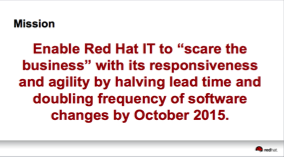 Mission
Enable Red Hat IT to “scare the
business” with its responsiveness
and agility by halving lead time and
doubling frequency of software
changes by October 2015.
redhat